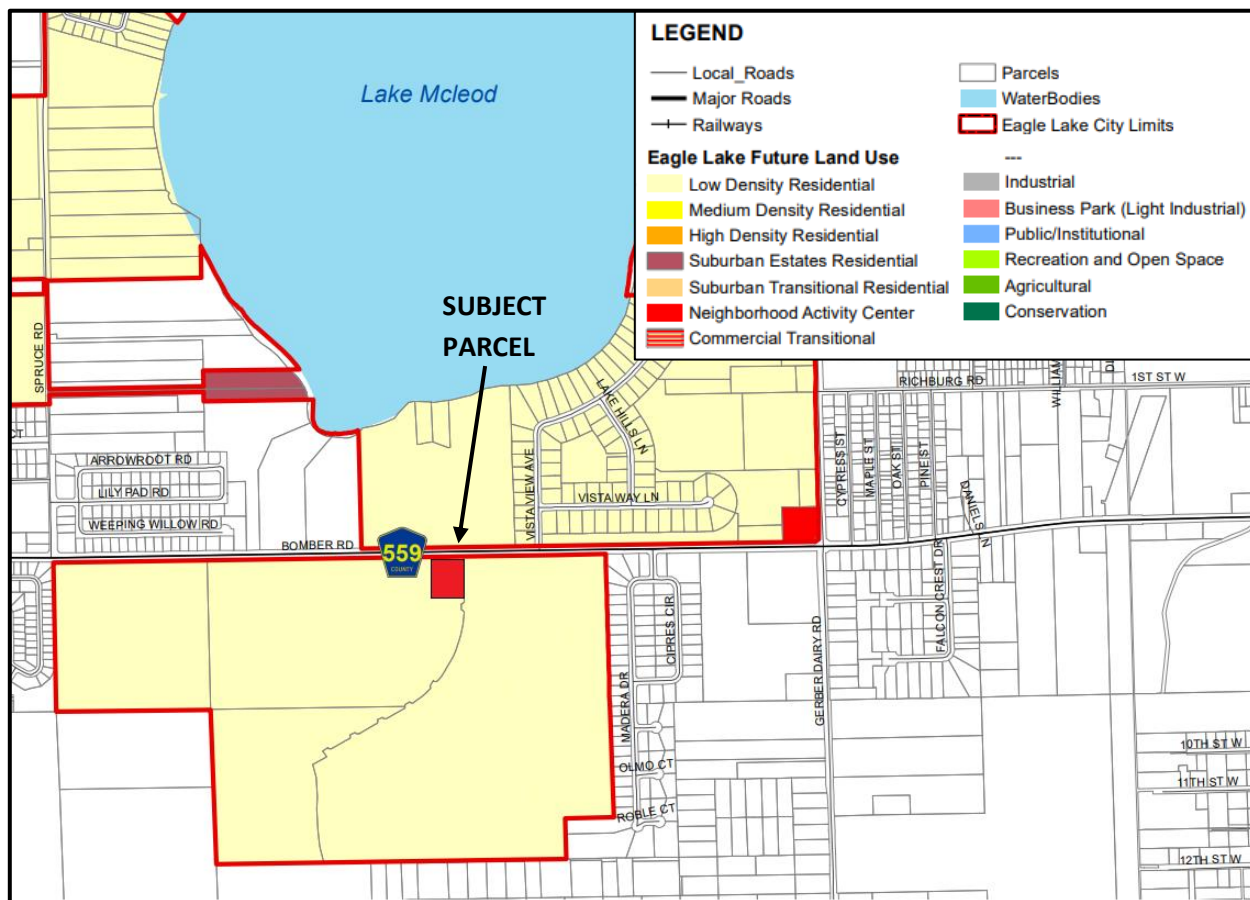 Lake Mcleod
LEGEND
Local_Roads
Major Roads
Railways
Parcels
WaterBodies
Eagle Lake City Limits
Eagle Lake Future Land Use
Low Density Residential
Medium Density Residential
High Density Residential
Suburban Estates Residential
Suburban Transitional Residential
Neighborhood Activity Center
Commercial Transitional
---
Industrial
Business Park (Light Industrial)
Public/Institutional
Recreation and Open Space
Agricultural
Conservation
SUBJECT
PARCEL
SPRUCE RD
CT
ARROWROOT RD
LILY PAD RD
WEEPING WILLOW RD
BOMBER RD
559
COUNTY
VISTA VIEW AVE
LAKE HILLS LN
VISTA WAY LN
RICHBURG RD
WILLIAM
1ST ST W
CYPRESS ST
MAPLE ST
OAK ST
PINE ST
DANIELS LN
FALCON CREST DR
GERBER DAIRY RD
CIPRES CIR
MADERA DR
OLMO CT
ROBLE CT
10TH ST W
11TH ST W
12TH ST W